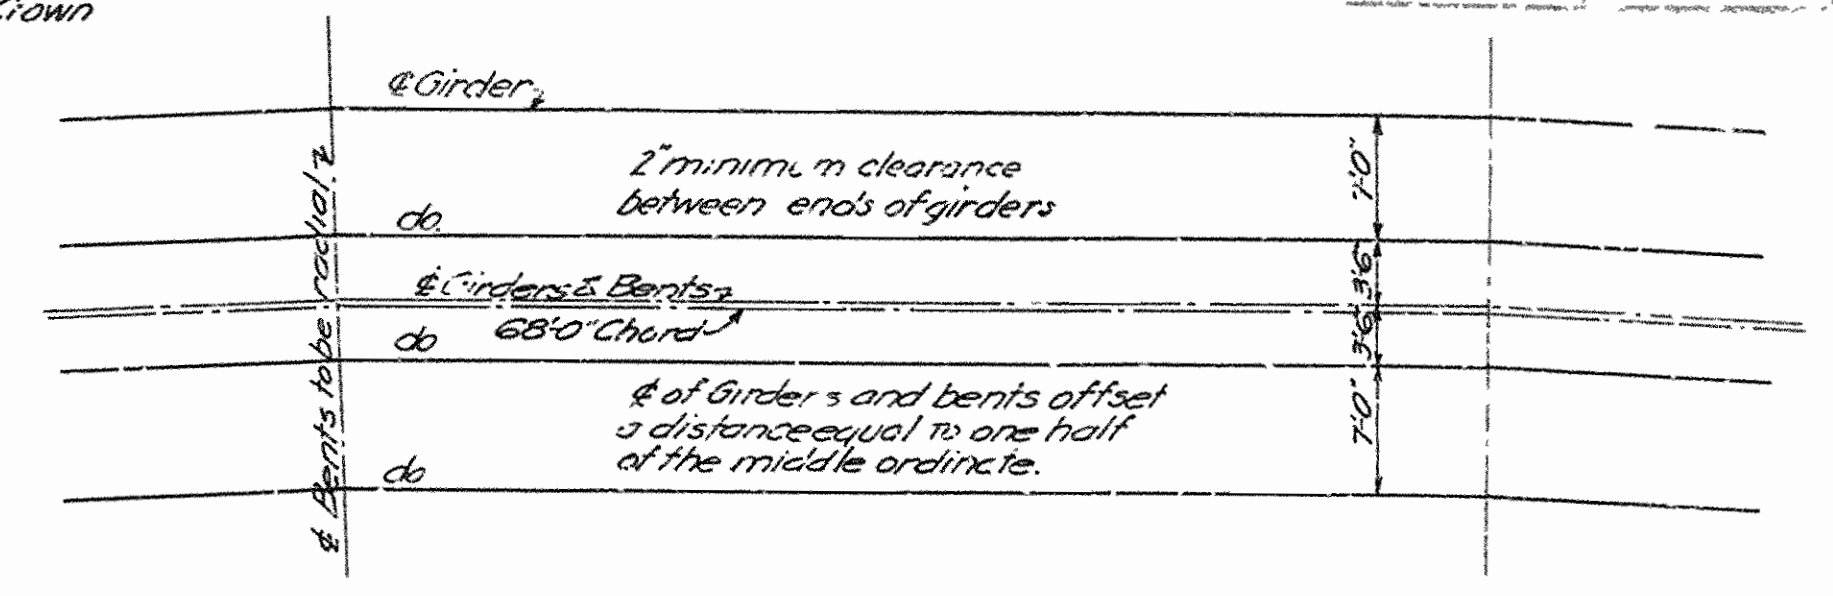 Crown
℄ Girder
2" minimum clearance
between ends of girders
do.
℄ Girders & Bents
68'-0" Chord
do
℄ of Girders and bents offset
a distance equal to one half
of the middle ordinate.
do
℄ Bents to be radial.
7'-0"
3'-6"
3'-6"
7'-0"